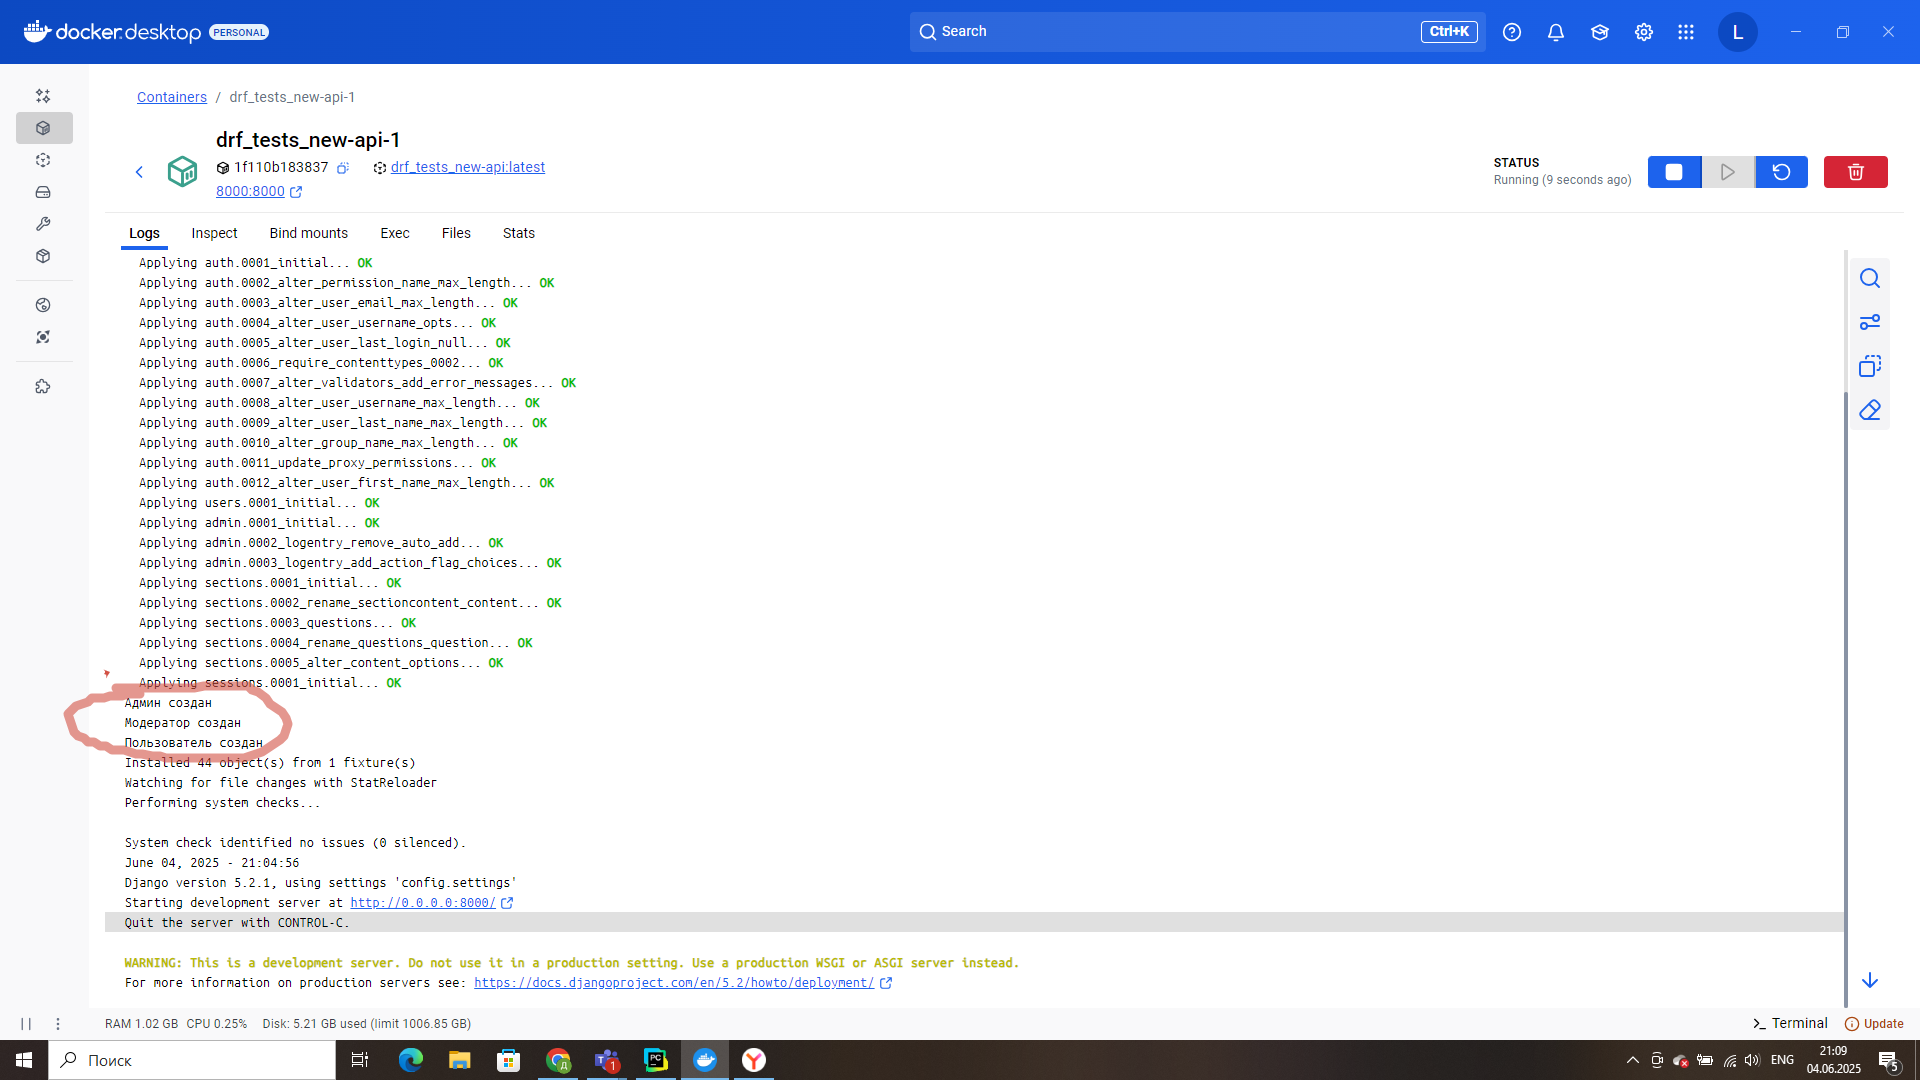 docker.desktop PERSONAL
Search Ctrl+K
L
Containers / drf_tests_new-api-1
drf_tests_new-api-1
1f110b183837 drf_tests_new-api:latest
8000:8000
STATUS
Running (9 seconds ago)
Logs Inspect Bind mounts Exec Files Stats
Applying auth.0001_initial... OK
Applying auth.0002_alter_permission_name_max_length... OK
Applying auth.0003_alter_user_email_max_length... OK
Applying auth.0004_alter_user_username_opts... OK
Applying auth.0005_alter_user_last_login_null... OK
Applying auth.0006_require_contenttypes_0002... OK
Applying auth.0007_alter_validators_add_error_messages... OK
Applying auth.0008_alter_user_username_max_length... OK
Applying auth.0009_alter_user_last_name_max_length... OK
Applying auth.0010_alter_group_name_max_length... OK
Applying auth.0011_update_proxy_permissions... OK
Applying auth.0012_alter_user_first_name_max_length... OK
Applying users.0001_initial... OK
Applying admin.0001_initial... OK
Applying admin.0002_logentry_remove_auto_add... OK
Applying admin.0003_logentry_add_action_flag_choices... OK
Applying sections.0001_initial... OK
Applying sections.0002_rename_sectioncontent_content... OK
Applying sections.0003_questions... OK
Applying sections.0004_rename_questions_question... OK
Applying sections.0005_alter_content_options... OK
Applying sessions.0001_initial... OK
Админ создан
Модератор создан
Пользователь создан
Installed 44 object(s) from 1 fixture(s)
Watching for file changes with StatReloader
Performing system checks...
System check identified no issues (0 silenced).
June 04, 2025 - 21:04:56
Django version 5.2.1, using settings 'config.settings'
Starting development server at http://0.0.0.0:8000/
Quit the server with CONTROL-C.
WARNING: This is a development server. Do not use it in a production setting. Use a production WSGI or ASGI server instead.
For more information on production servers see: https://docs.djangoproject.com/en/5.2/howto/deployment/
RAM 1.02 GB CPU 0.25% Disk: 5.21 GB used (limit 1006.85 GB) Terminal Update
Поиск
Д
T 1
PC
Y
ENG
21:09
04.06.2025
5